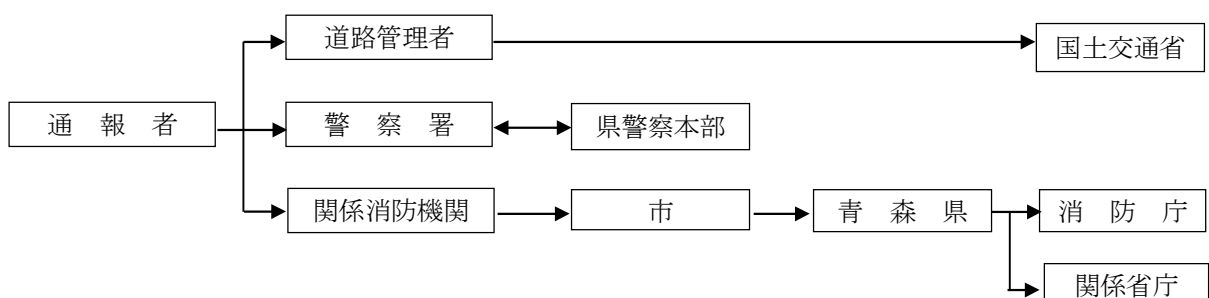 道路管理者
国土交通省
通　報　者
警　察　署
県警察本部
関係消防機関
市
青　森　県
消　防　庁
関係省庁